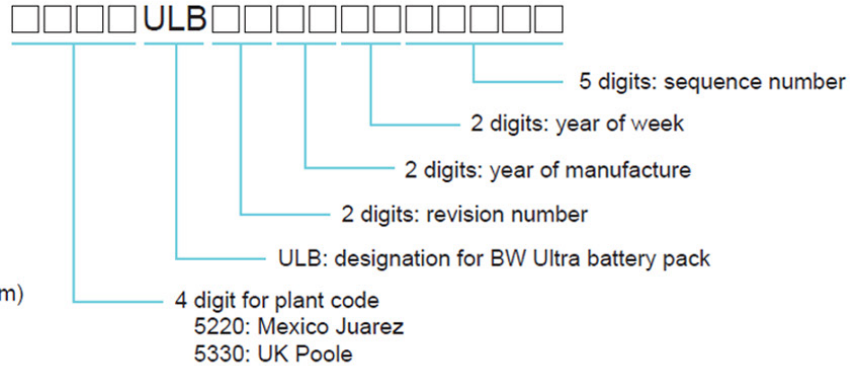 □□□□ULB□□□□□□□□□□□
5 digits: sequence number
2 digits: year of week
2 digits: year of manufacture
2 digits: revision number
ULB: designation for BW Ultra battery pack
m)
4 digit for plant code
5220: Mexico Juarez
5330: UK Poole